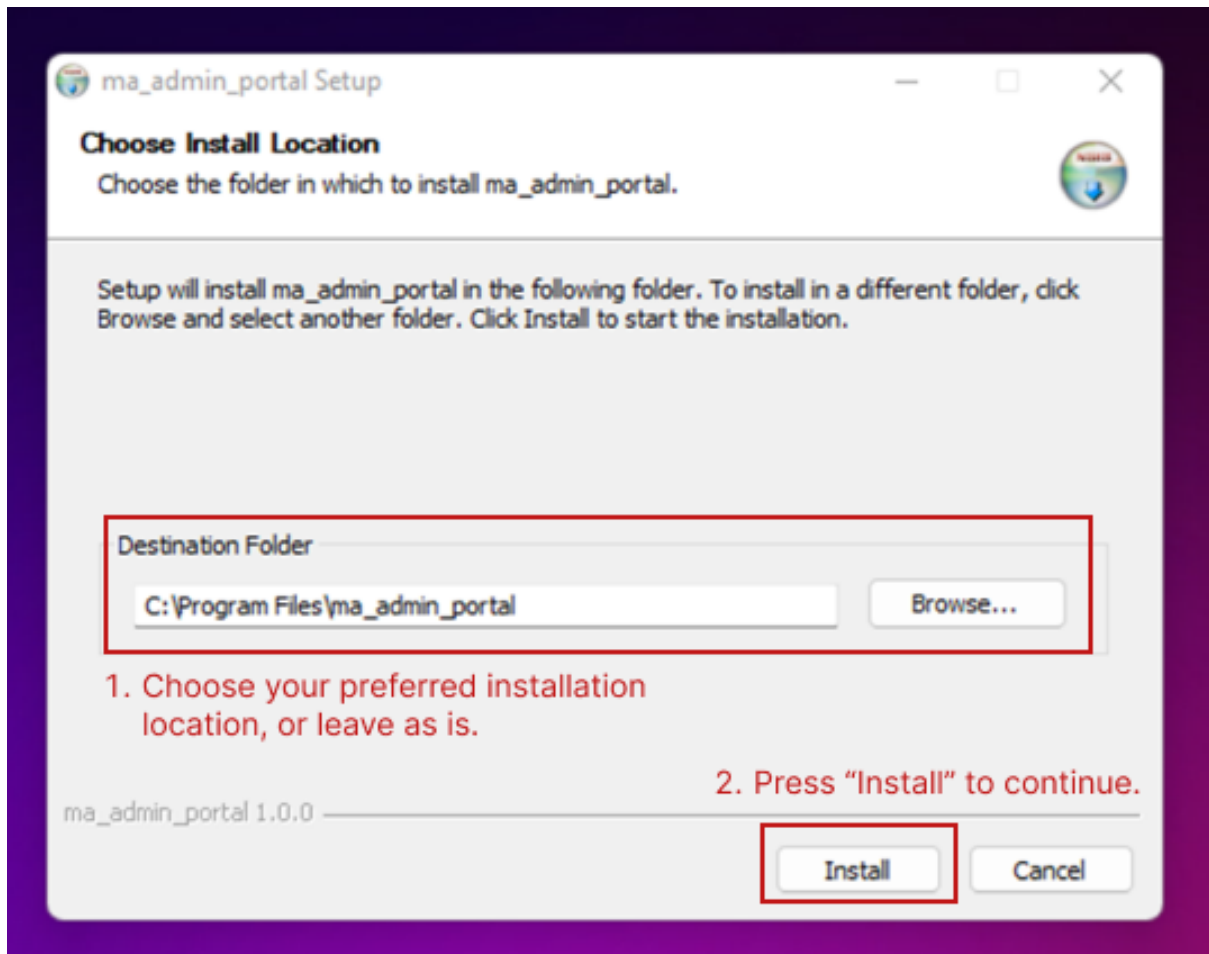 ma_admin_portal Setup
Choose Install Location
Choose the folder in which to install ma_admin_portal.
Setup will install ma_admin_portal in the following folder. To install in a different folder, click
Browse and select another folder. Click Install to start the installation.
Destination Folder
C:\Program Files\ma_admin_portal
Browse...
1. Choose your preferred installation
location, or leave as is.
2. Press “Install” to continue.
ma_admin_portal 1.0.0
Install
Cancel